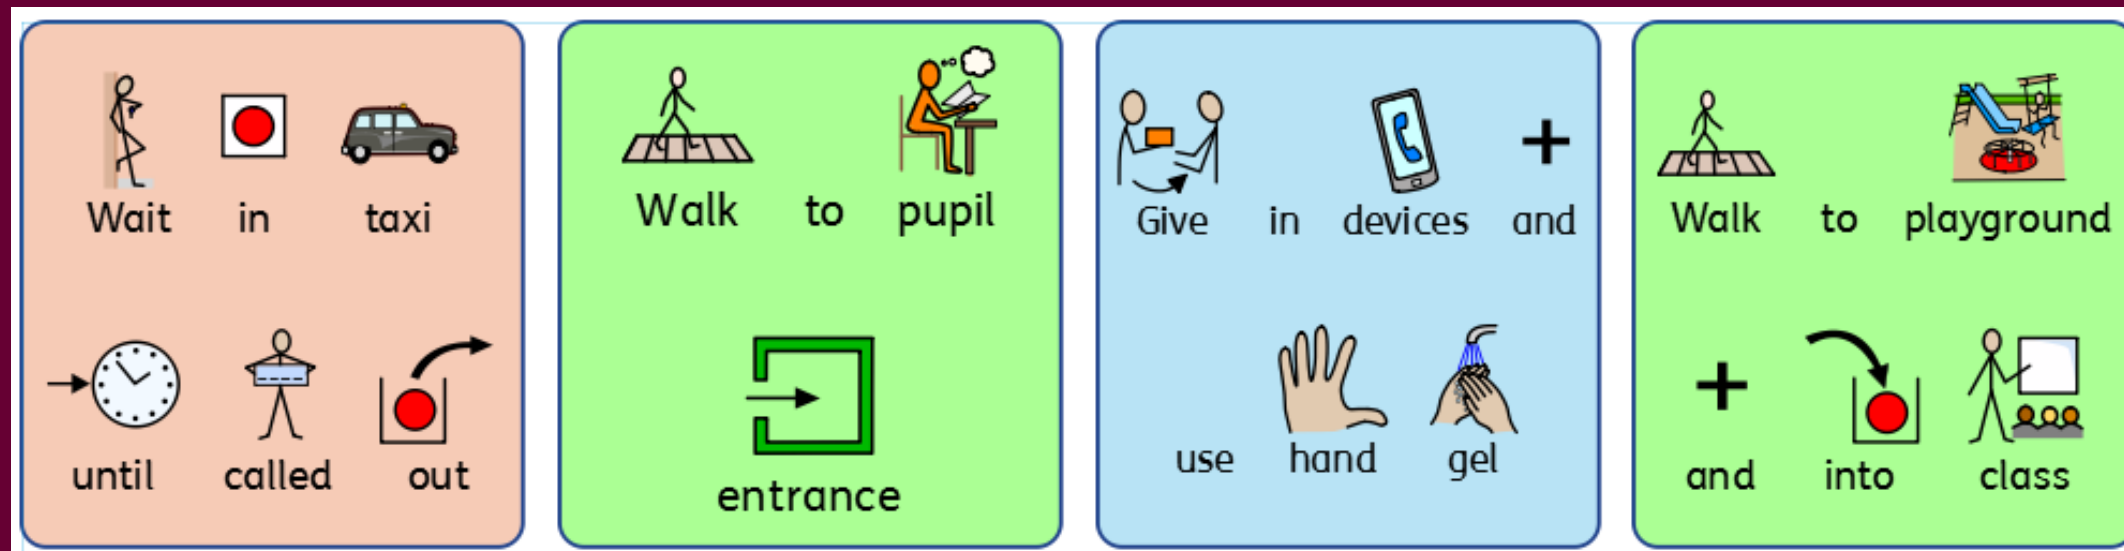 Wait in taxi
until called out
Walk to pupil
entrance
Give in devices and
use hand gel
Walk to playground
and into class